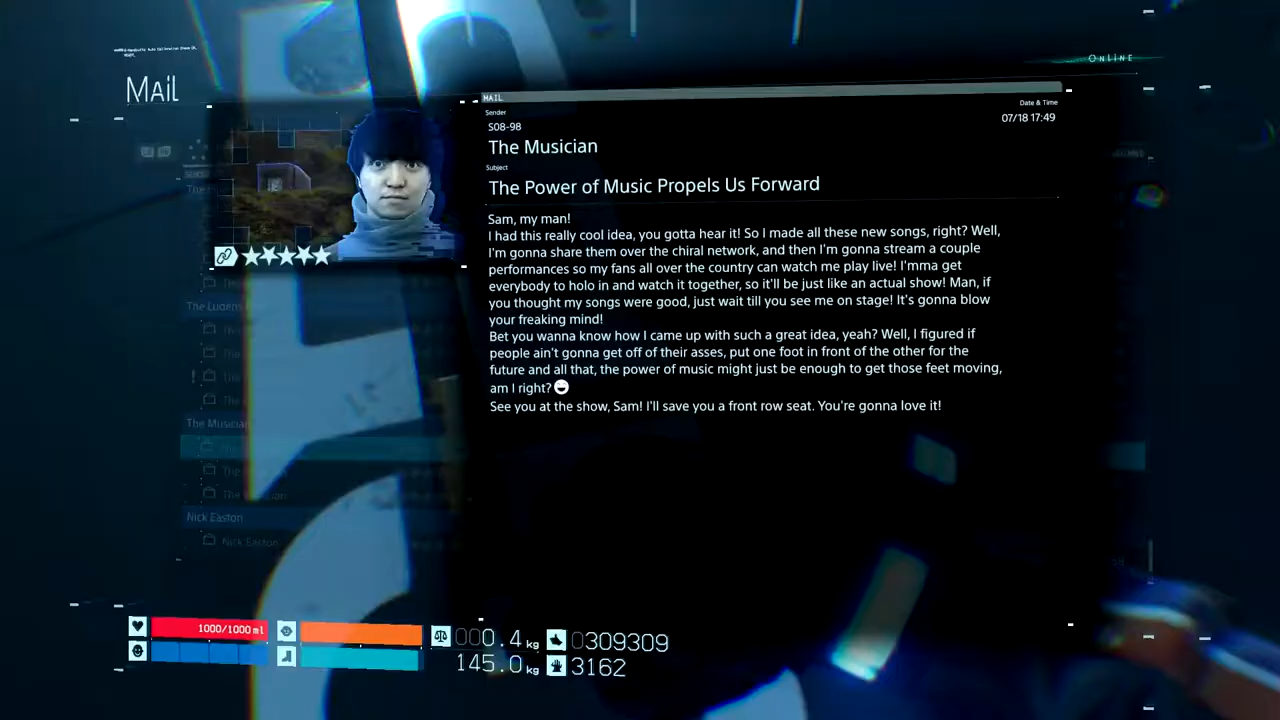 ONLINE
MAiL
MAIL
Sender
Date & Time
S08-98
07/18 17:49
The Musician
Subject
The Power of Music Propels Us Forward
Sam, my man!
I had this really cool idea, you gotta hear it! So I made all these new songs, right? Well,
I'm gonna share them over the chiral network, and then I'm gonna stream a couple
performances so my fans all over the country can watch me play live! I'mma get
everybody to holo in and watch it together, so it'll be just like an actual show! Man, if
you thought my songs were good, just wait till you see me on stage! It's gonna blow
your freaking mind!
Bet you wanna know how I came up with such a great idea, yeah? Well, I figured if
people ain't gonna get off of their asses, put one foot in front of the other for the
future and all that, the power of music might just be enough to get those feet moving,
am I right?
See you at the show, Sam! I'll save you a front row seat. You're gonna love it!
The Musician
Nick Easton
Nick Easton
1000/1000 ml
000.4 kg
0309309
145.0 kg
3162